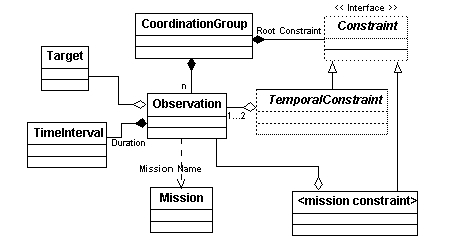 << Interface >>
CoordinationGroup
Root Constraint
Constraint
Target
n
Observation
1...2
TemporalConstraint
TimeInterval
Duration
Mission Name
Mission
<mission constraint>